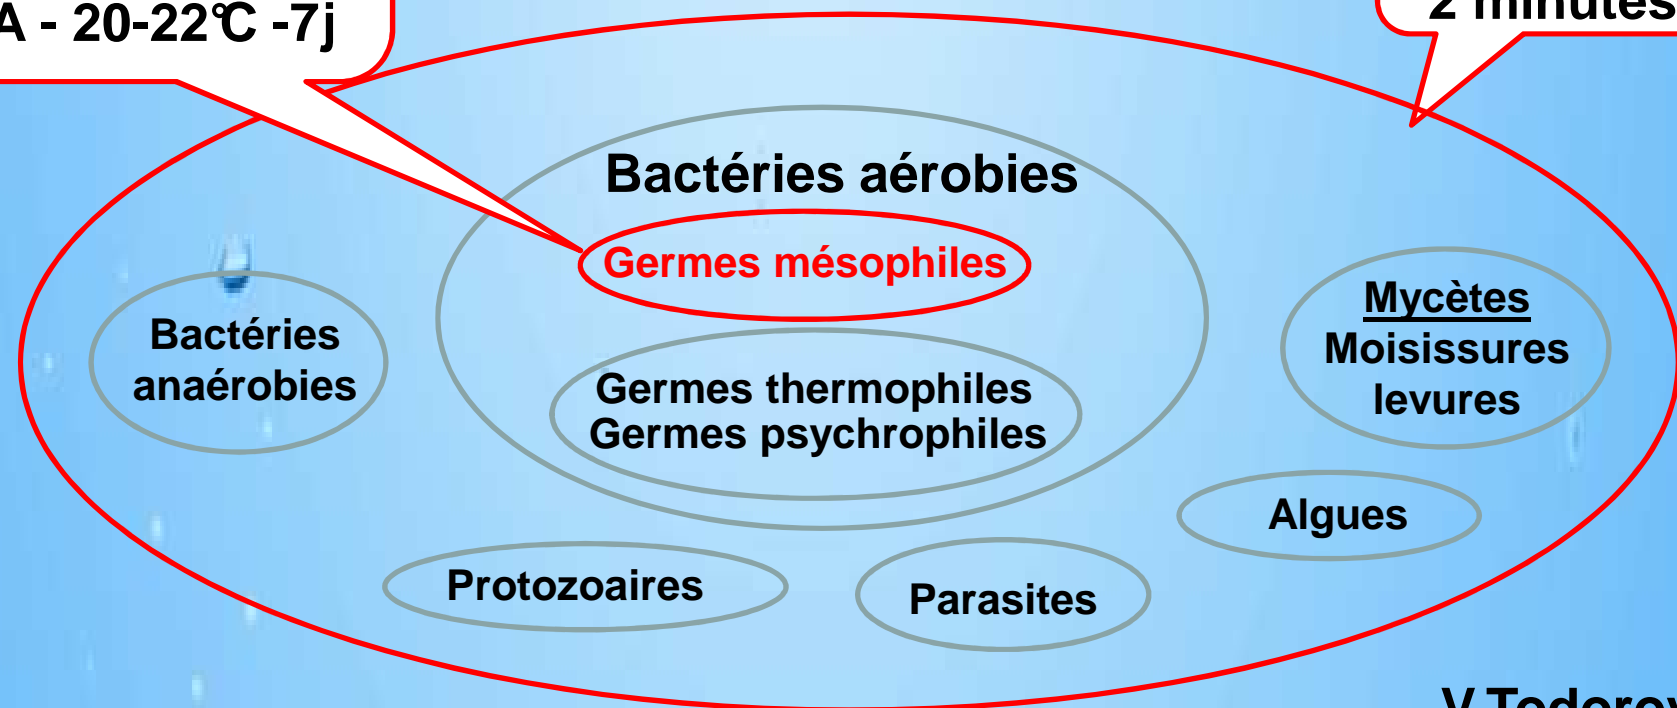 A - 20-22°C -7j
2 minutes
Bactéries aérobies
Germes mésophiles
Bactéries
anaérobies
Germes thermophiles
Germes psychrophiles
Mycètes
Moisissures
levures
Algues
Protozoaires
Parasites